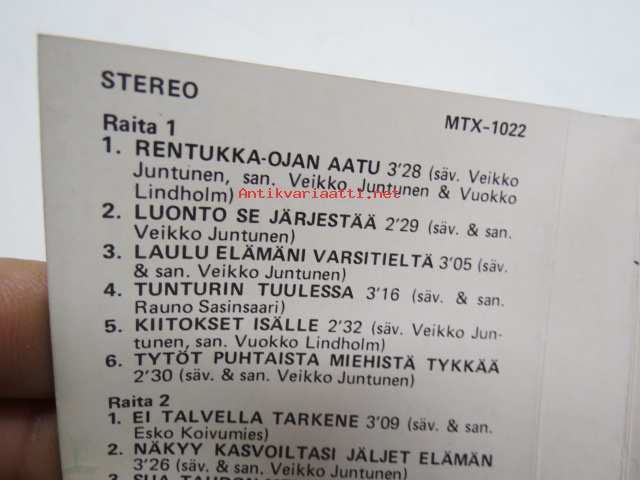 STEREO
MTX-1022
Raita 1
1. RENTUKKA-OJAN AATU 3'28 (säv. Veikko
Juntunen, san. Veikko Juntunen & Vuokko
Lindholm)
Antikvariaatti.net
2. LUONTO SE JÄRJESTÄÄ 2'29 (säv. & san.
Veikko Juntunen)
3. LAULU ELÄMÄNI VARSITIELTÄ 3'05 (säv.
& san. Veikko Juntunen)
4. TUNTURIN TUULESSA 3'16 (säv. & san.
Rauno Sasinsaari)
5. KIITOKSET ISÄLLE 2'32 (säv. Veikko Jun-
tunen, san. Vuokko Lindholm)
6. TYTÖT PUHTAISTA MIEHISTÄ TYKKÄÄ
2'30 (säv. & san. Veikko Juntunen)
Raita 2
1. EI TALVELLA TARKENE 3'09 (säv. & san.
Esko Koivumies)
2. NÄKYY KASVOILTASI JÄLJET ELÄMÄN
3'26 (säv. & san. Veikko Juntunen)